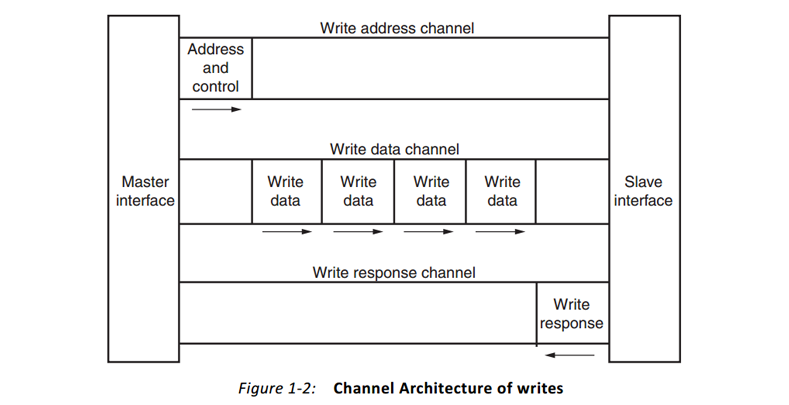 Write address channel
Address
and
control
Write data channel
Master
interface
Write
data
Write
data
Write
data
Write
data
Slave
interface
Write response channel
Write
response
Figure 1-2: Channel Architecture of writes